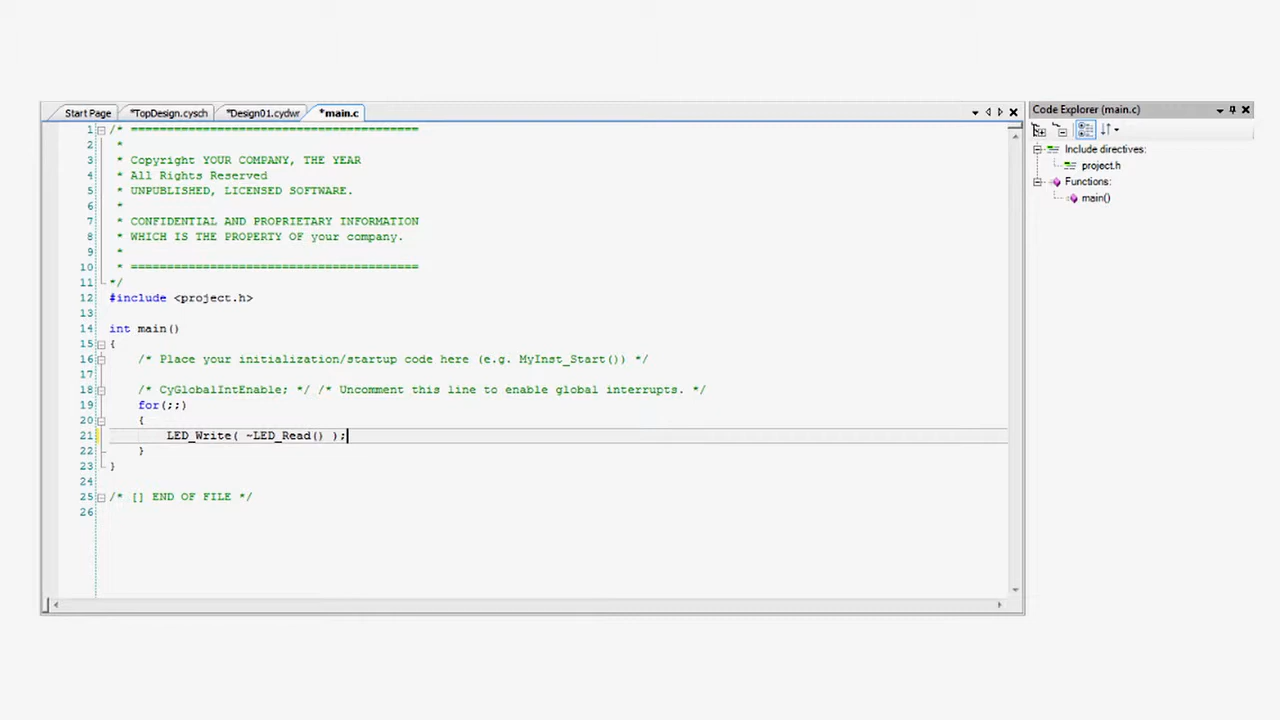 Start Page *TopDesign.cysch *Design01.cydwr *main.c
Code Explorer (main.c)
1 /* ========================================
2 *
3 * Copyright YOUR COMPANY, THE YEAR
4 * All Rights Reserved
5 * UNPUBLISHED, LICENSED SOFTWARE.
6 *
7 * CONFIDENTIAL AND PROPRIETARY INFORMATION
8 * WHICH IS THE PROPERTY OF your company.
9 *
10 * ========================================
11 */
12 #include <project.h>
13
14 int main()
15 {
16 /* Place your initialization/startup code here (e.g. MyInst_Start()) */
17
18 /* CyGlobalIntEnable; */ /* Uncomment this line to enable global interrupts. */
19 for(;;)
20 {
21 LED_Write( ~LED_Read() );
22 }
23 }
24
25 /* [] END OF FILE */
26
Include directives:
project.h
Functions:
main()